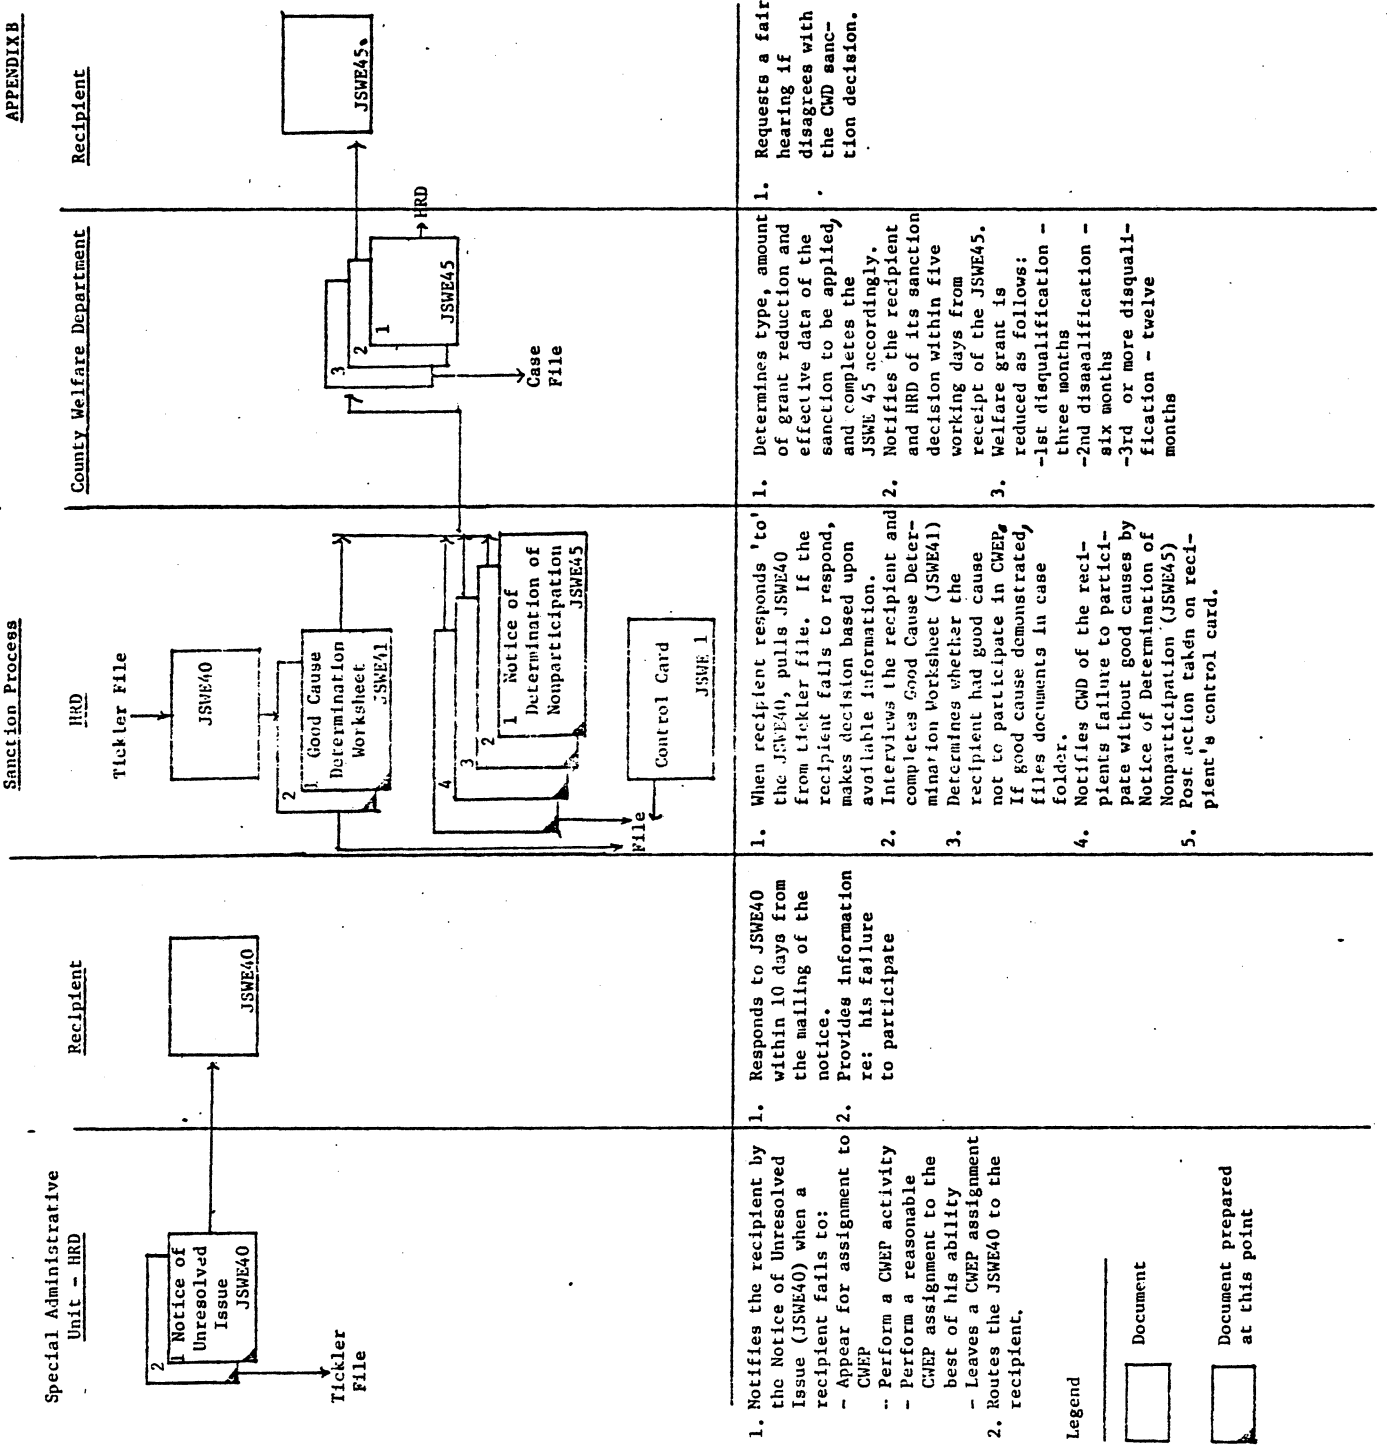 APPENDIX B
Sanction Process
Special Administrative
Unit - HRD
Recipient
HRD
County Welfare Department
Recipient
2
1 Notice of
Unresolved
Issue
JSWE40
Tickler
File
JSWE40
Tickler File
JSWE40
2
1
Good Cause
Determination
Worksheet
JSWE41
4
3
2
1
Notice of
Determination of
Nonparticipation
JSWE45
Control Card
JSWE 1
File
3
2
1
JSWE45
HRD
Case
File
JSWE45.
1. Notifies the recipient by
the Notice of Unresolved
Issue (JSWE40) when a
recipient fails to:
- Appear for assignment to
CWEP
-- Perform a CWEP activity
- Perform a reasonable
CWEP assignment to the
best of his ability
- Leaves a CWEP assignment
2. Routes the JSWE40 to the
recipient.
1. Responds to JSWE40
within 10 days from
the mailing of the
notice.
2. Provides information
re: his failure
to participate
1. When recipient responds 'to'
the JSWE40, pulls JSWE40
from tickler file. If the
recipient fails to respond,
makes decision based upon
available information.
2. Interviews the recipient and
completes Good Cause Deter-
mination Worksheet (JSWE41)
3. Determines whether the
recipient had good cause
not to participate in CWEP.
If good cause demonstrated,
files documents in case
folder.
4. Notifies CWD of the reci-
pients failure to partici-
pate without good causes by
Notice of Determination of
Nonparticipation (JSWE45)
5. Post action taken on reci-
pient's control card.
1. Determines type, amount
of grant reduction and
effective data of the
sanction to be applied,
and completes the
JSWE 45 accordingly.
2. Notifies the recipient
and HRD of its sanction
decision within five
working days from
receipt of the JSWE45.
3. Welfare grant is
reduced as follows:
-1st disqualification -
three months
-2nd disaaalification -
six months
-3rd or more disquali-
fication - twelve
months
1. Requests a fair
hearing if
disagrees with
the CWD sanc-
tion decision.
Legend
Document
Document prepared
at this point